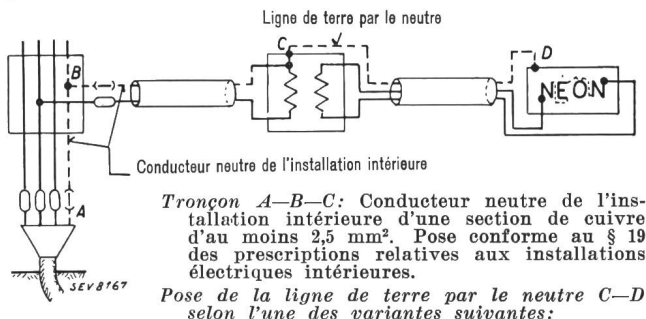 Ligne de terre par le neutre
C
B
D
NEON
Conducteur neutre de l'installation intérieure
A
SEV8167
Tronçon A—B—C: Conducteur neutre de l'ins-
tallation intérieure d'une section de cuivre
d'au moins 2,5 mm². Pose conforme au § 19
des prescriptions relatives aux installations
électriques intérieures.
Pose de la ligne de terre par le neutre C—D
selon l'une des variantes suivantes: